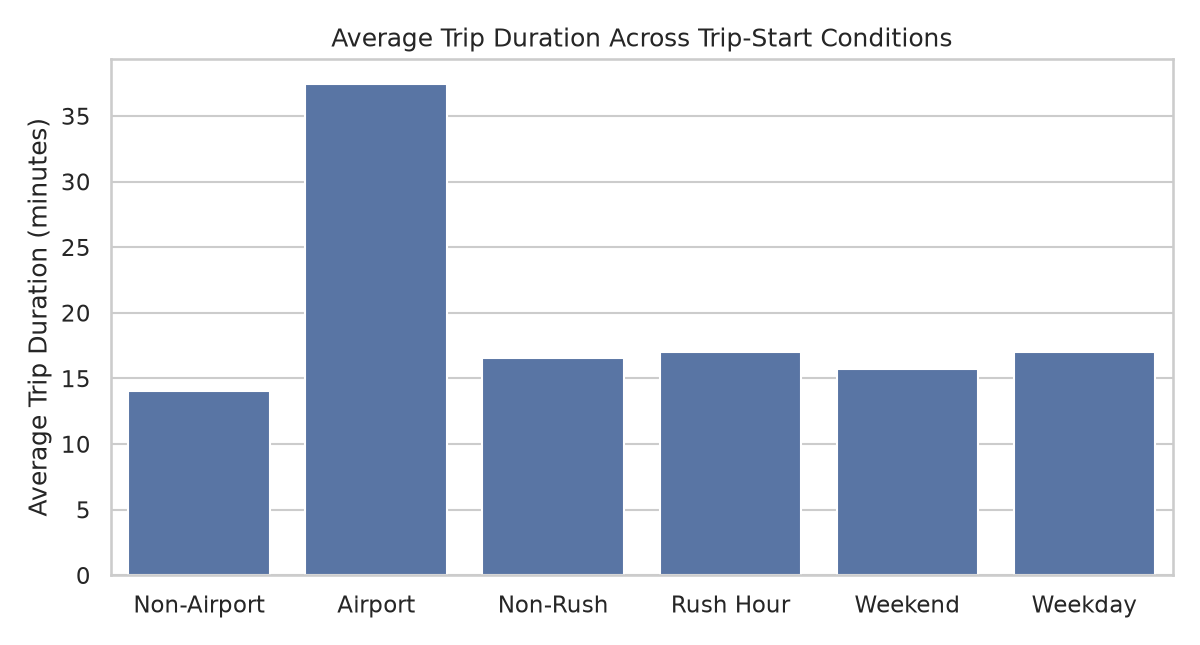 Average Trip Duration Across Trip-Start Conditions
Average Trip Duration (minutes)
35
30
25
20
15
10
5
0
Non-Airport
Airport
Non-Rush
Rush Hour
Weekend
Weekday